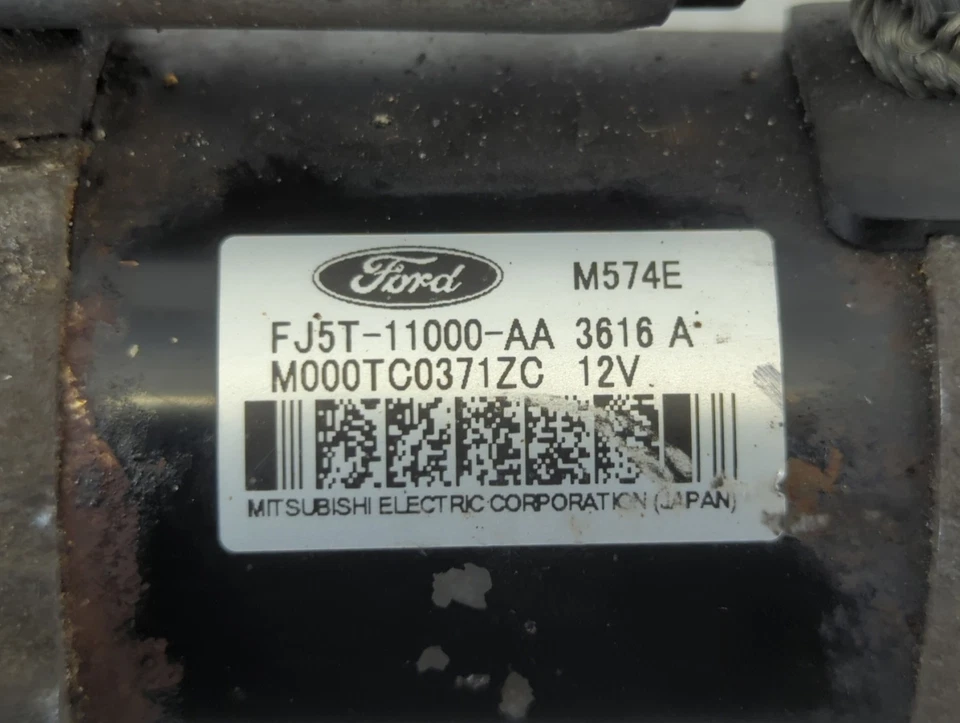 Ford M574E
FJ5T-11000-AA 3616 A
M000TC0371ZC 12V
MITSUBISHI ELECTRIC CORPORATION (JAPAN)